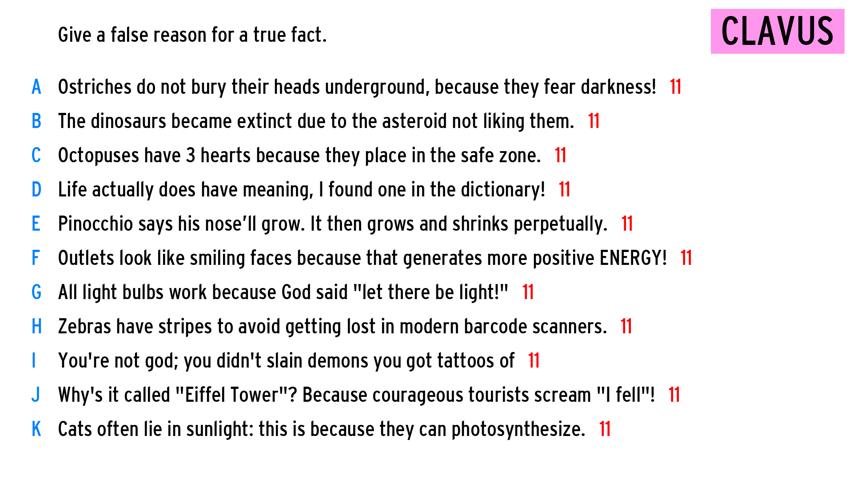 Give a false reason for a true fact.
CLAVUS
A Ostriches do not bury their heads underground, because they fear darkness! 11
B The dinosaurs became extinct due to the asteroid not liking them. 11
C Octopuses have 3 hearts because they place in the safe zone. 11
D Life actually does have meaning, I found one in the dictionary! 11
E Pinocchio says his nose'll grow. It then grows and shrinks perpetually. 11
F Outlets look like smiling faces because that generates more positive ENERGY! 11
G All light bulbs work because God said "let there be light!" 11
H Zebras have stripes to avoid getting lost in modern barcode scanners. 11
I You're not god; you didn't slain demons you got tattoos of 11
J Why's it called "Eiffel Tower"? Because courageous tourists scream "I fell"! 11
K Cats often lie in sunlight: this is because they can photosynthesize. 11